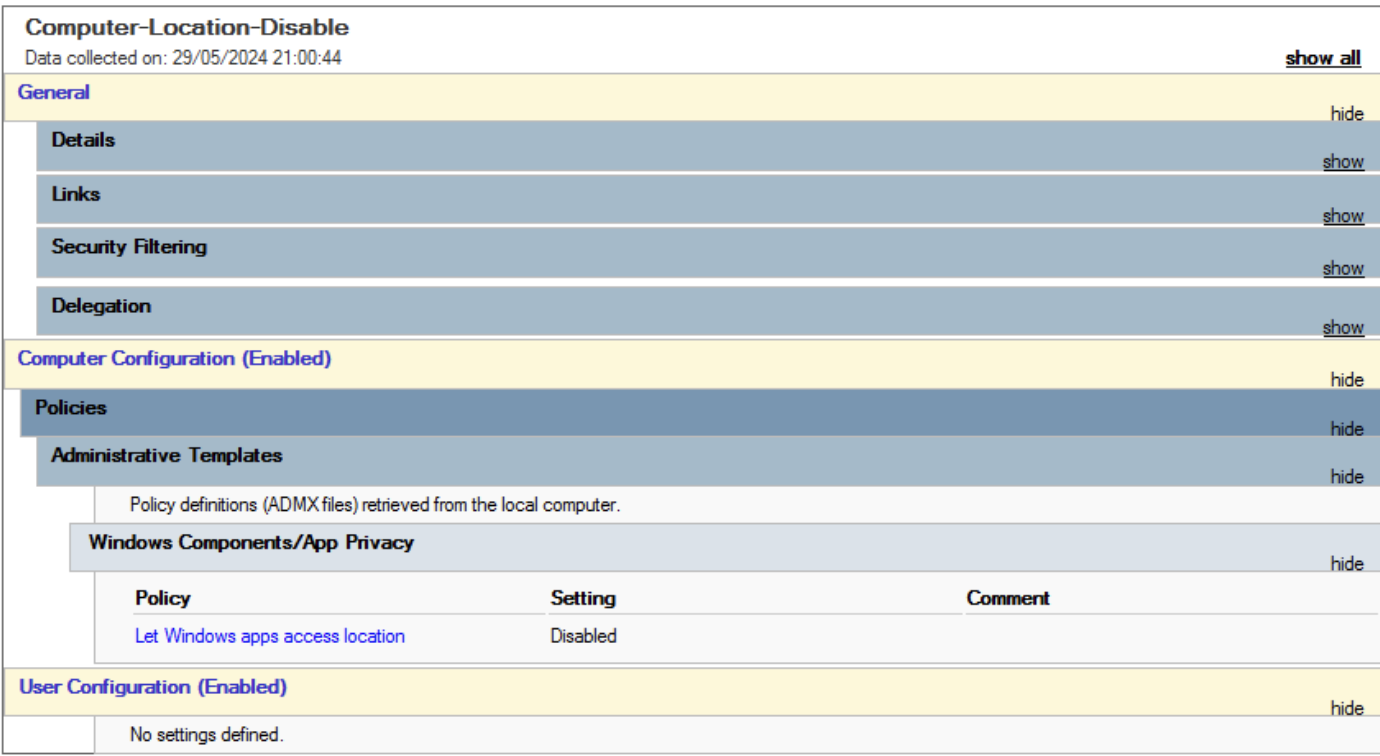 Computer-Location-Disable
Data collected on: 29/05/2024 21:00:44
show all
General
hide
Details
show
Links
show
Security Filtering
show
Delegation
show
Computer Configuration (Enabled)
hide
Policies
hide
Administrative Templates
hide
Policy definitions (ADMX files) retrieved from the local computer.
Windows Components/App Privacy
hide
Policy Setting Comment
Let Windows apps access location Disabled
User Configuration (Enabled)
hide
No settings defined.